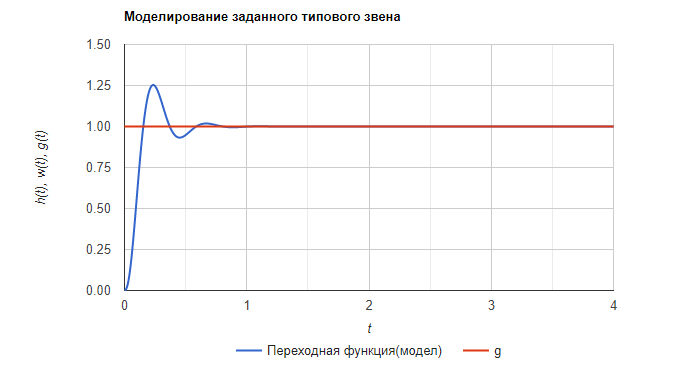 Моделирование заданного типового звена
1.50
1.25
1.00
0.75
0.50
0.25
0.00
h(t), w(t), g(t)
0 1 2 3 4
t
Переходная функция(модел) g